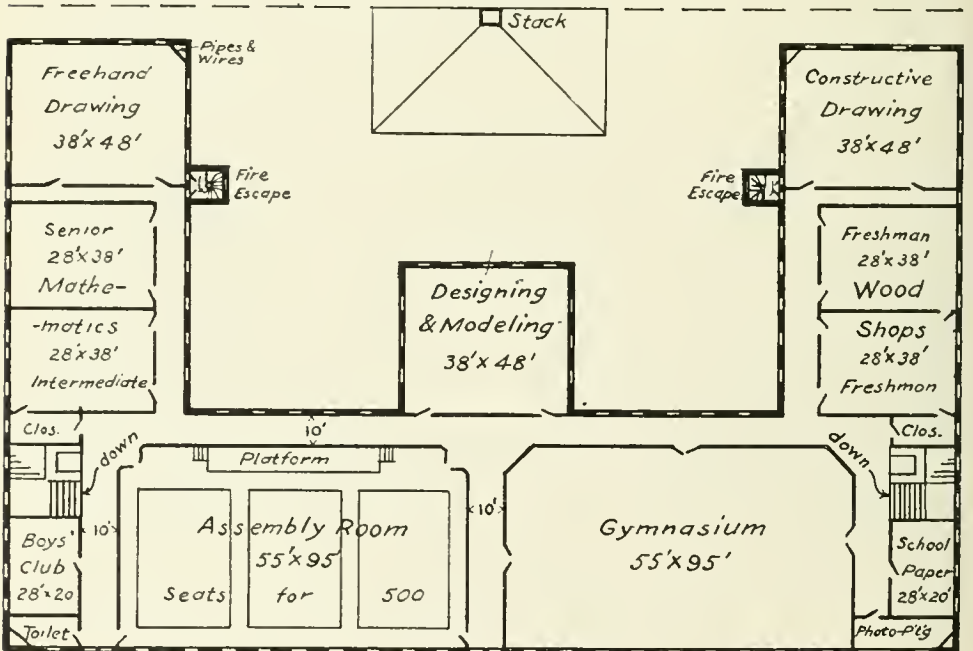 Stack
Pipes &
Wires
Freehand
Drawing
38'x48'
Constructive
Drawing
38'x48'
Fire
Escape
Fire
Escape
Senior
28'x38'
Mathe-
-matics
28'x38'
Intermediate
Designing
& Modeling
38'x48'
Freshman
28'x38'
Wood
Shops
28'x38'
Freshmon
Clos.
down
10'
Platform
down
Clos.
10'
Assembly Room
55'x95'
Seats for 500
10'
Gymnasium
55'x95'
Boys'
Club
28'x20
Toilet
School
Paper
28'x20'
Photo-Pt'g